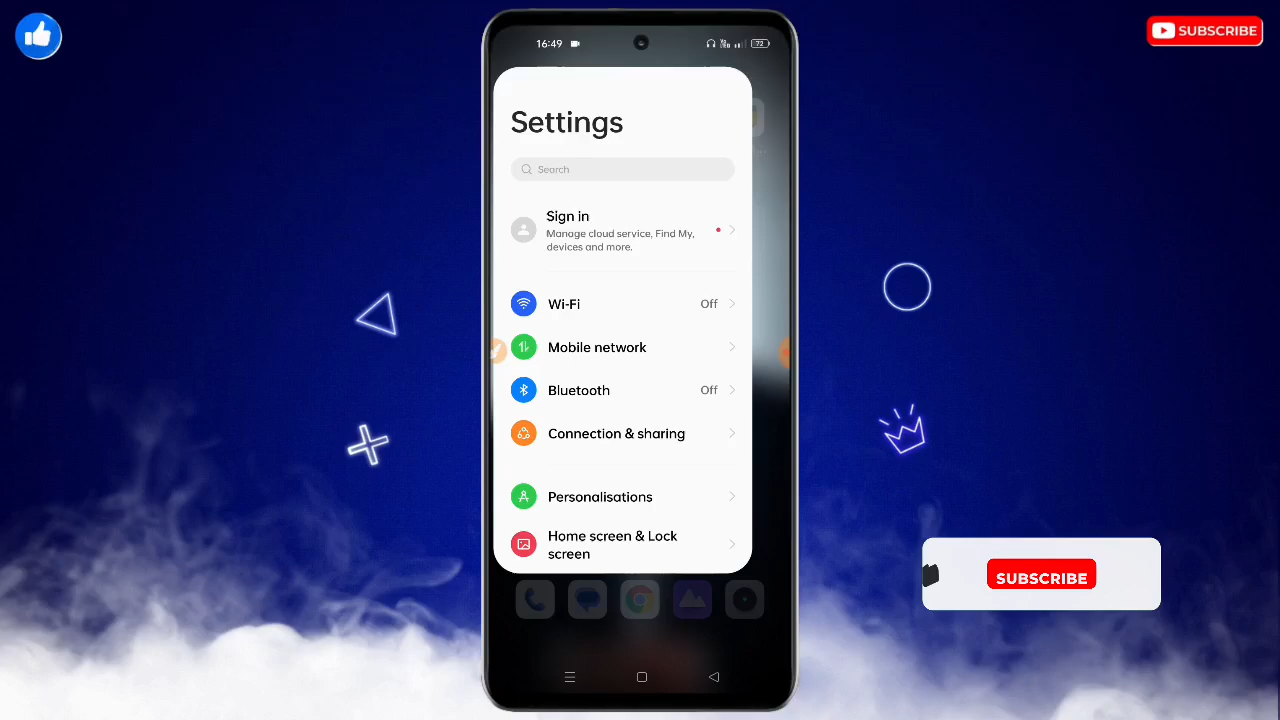 SUBSCRIBE
16:49
72
Settings
Search
Sign in
Manage cloud service, Find My,
devices and more.
Wi-Fi Off
Mobile network
Bluetooth Off
Connection & sharing
Personalisations
Home screen & Lock
screen
SUBSCRIBE